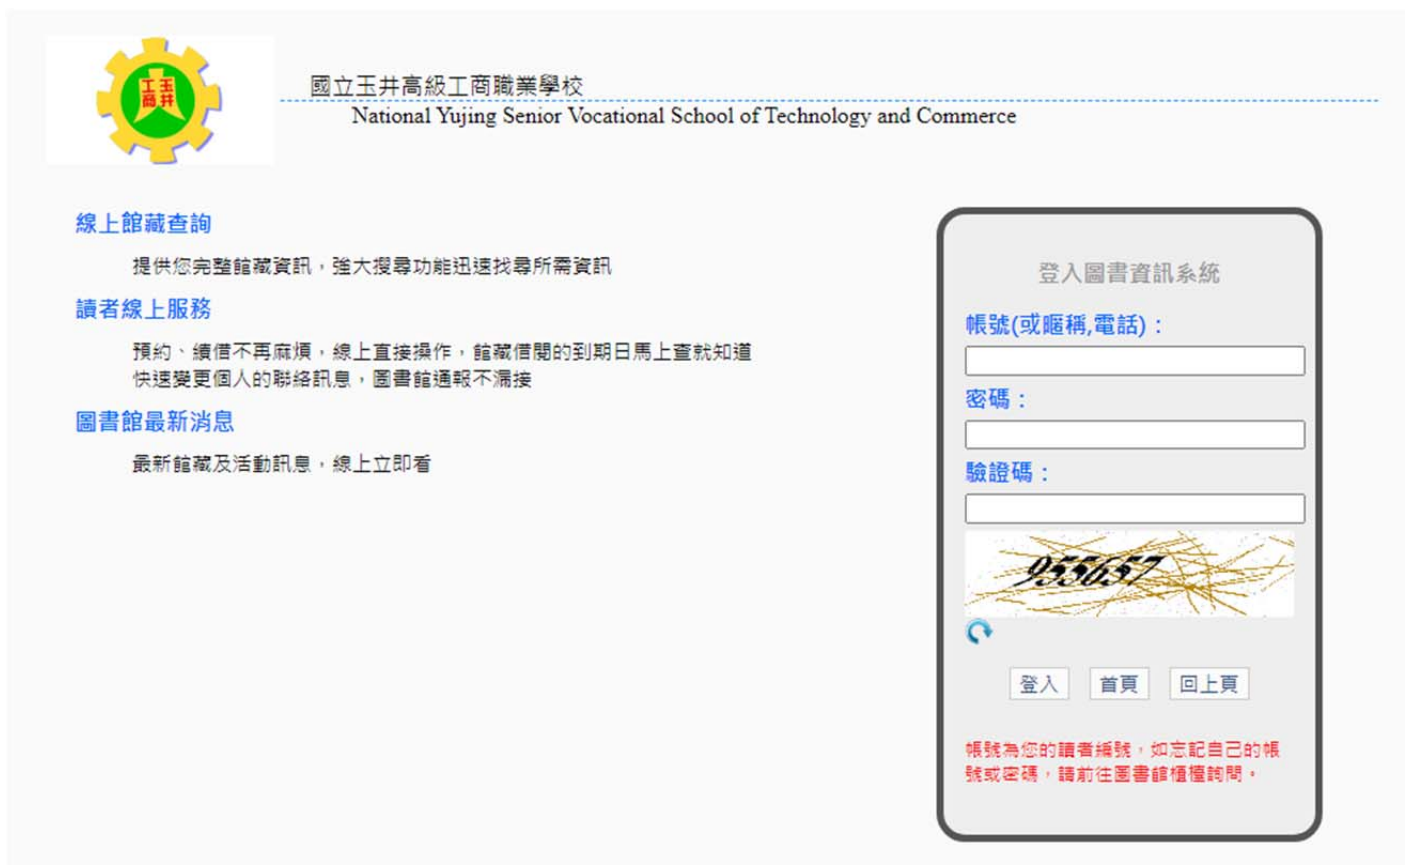 玉井
工商
國立玉井高級工商職業學校
National Yujing Senior Vocational School of Technology and Commerce
線上館藏查詢
提供您完整館藏資訊，強大搜尋功能迅速找尋所需資訊
讀者線上服務
預約、續借不再麻煩，線上直接操作，館藏借閱的到期日馬上查就知道
快速變更個人的聯絡訊息，圖書館通報不漏接
圖書館最新消息
最新館藏及活動訊息，線上立即看
登入圖書資訊系統
帳號(或暱稱,電話)：
密碼：
驗證碼：
955657
登入
首頁
回上頁
帳號為您的讀者編號，如忘記自己的帳
號或密碼，請前往圖書館櫃檯詢問。